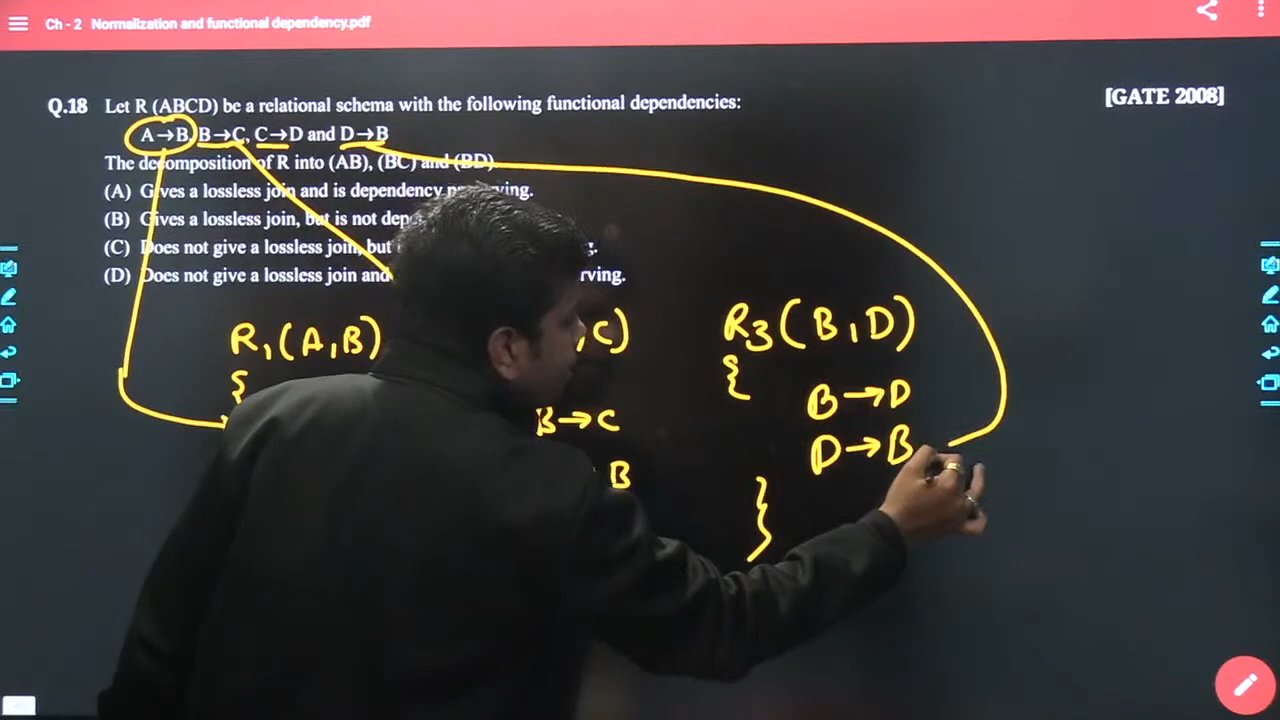 Ch - 2 Normalization and functional dependency.pdf
Q.18 Let R (ABCD) be a relational schema with the following functional dependencies: [GATE 2008]
A→B, B→C, C→D and D→B
The decomposition of R into (AB), (BC) and (BD)
(A) Gives a lossless join and is dependency preserving.
(B) Gives a lossless join, but is not dep
(C) Does not give a lossless join, but
(D) Does not give a lossless join and rving.
R1(A,B) ,C) R3(B,D)
{ {
B→D
B→C
D→B
B
}